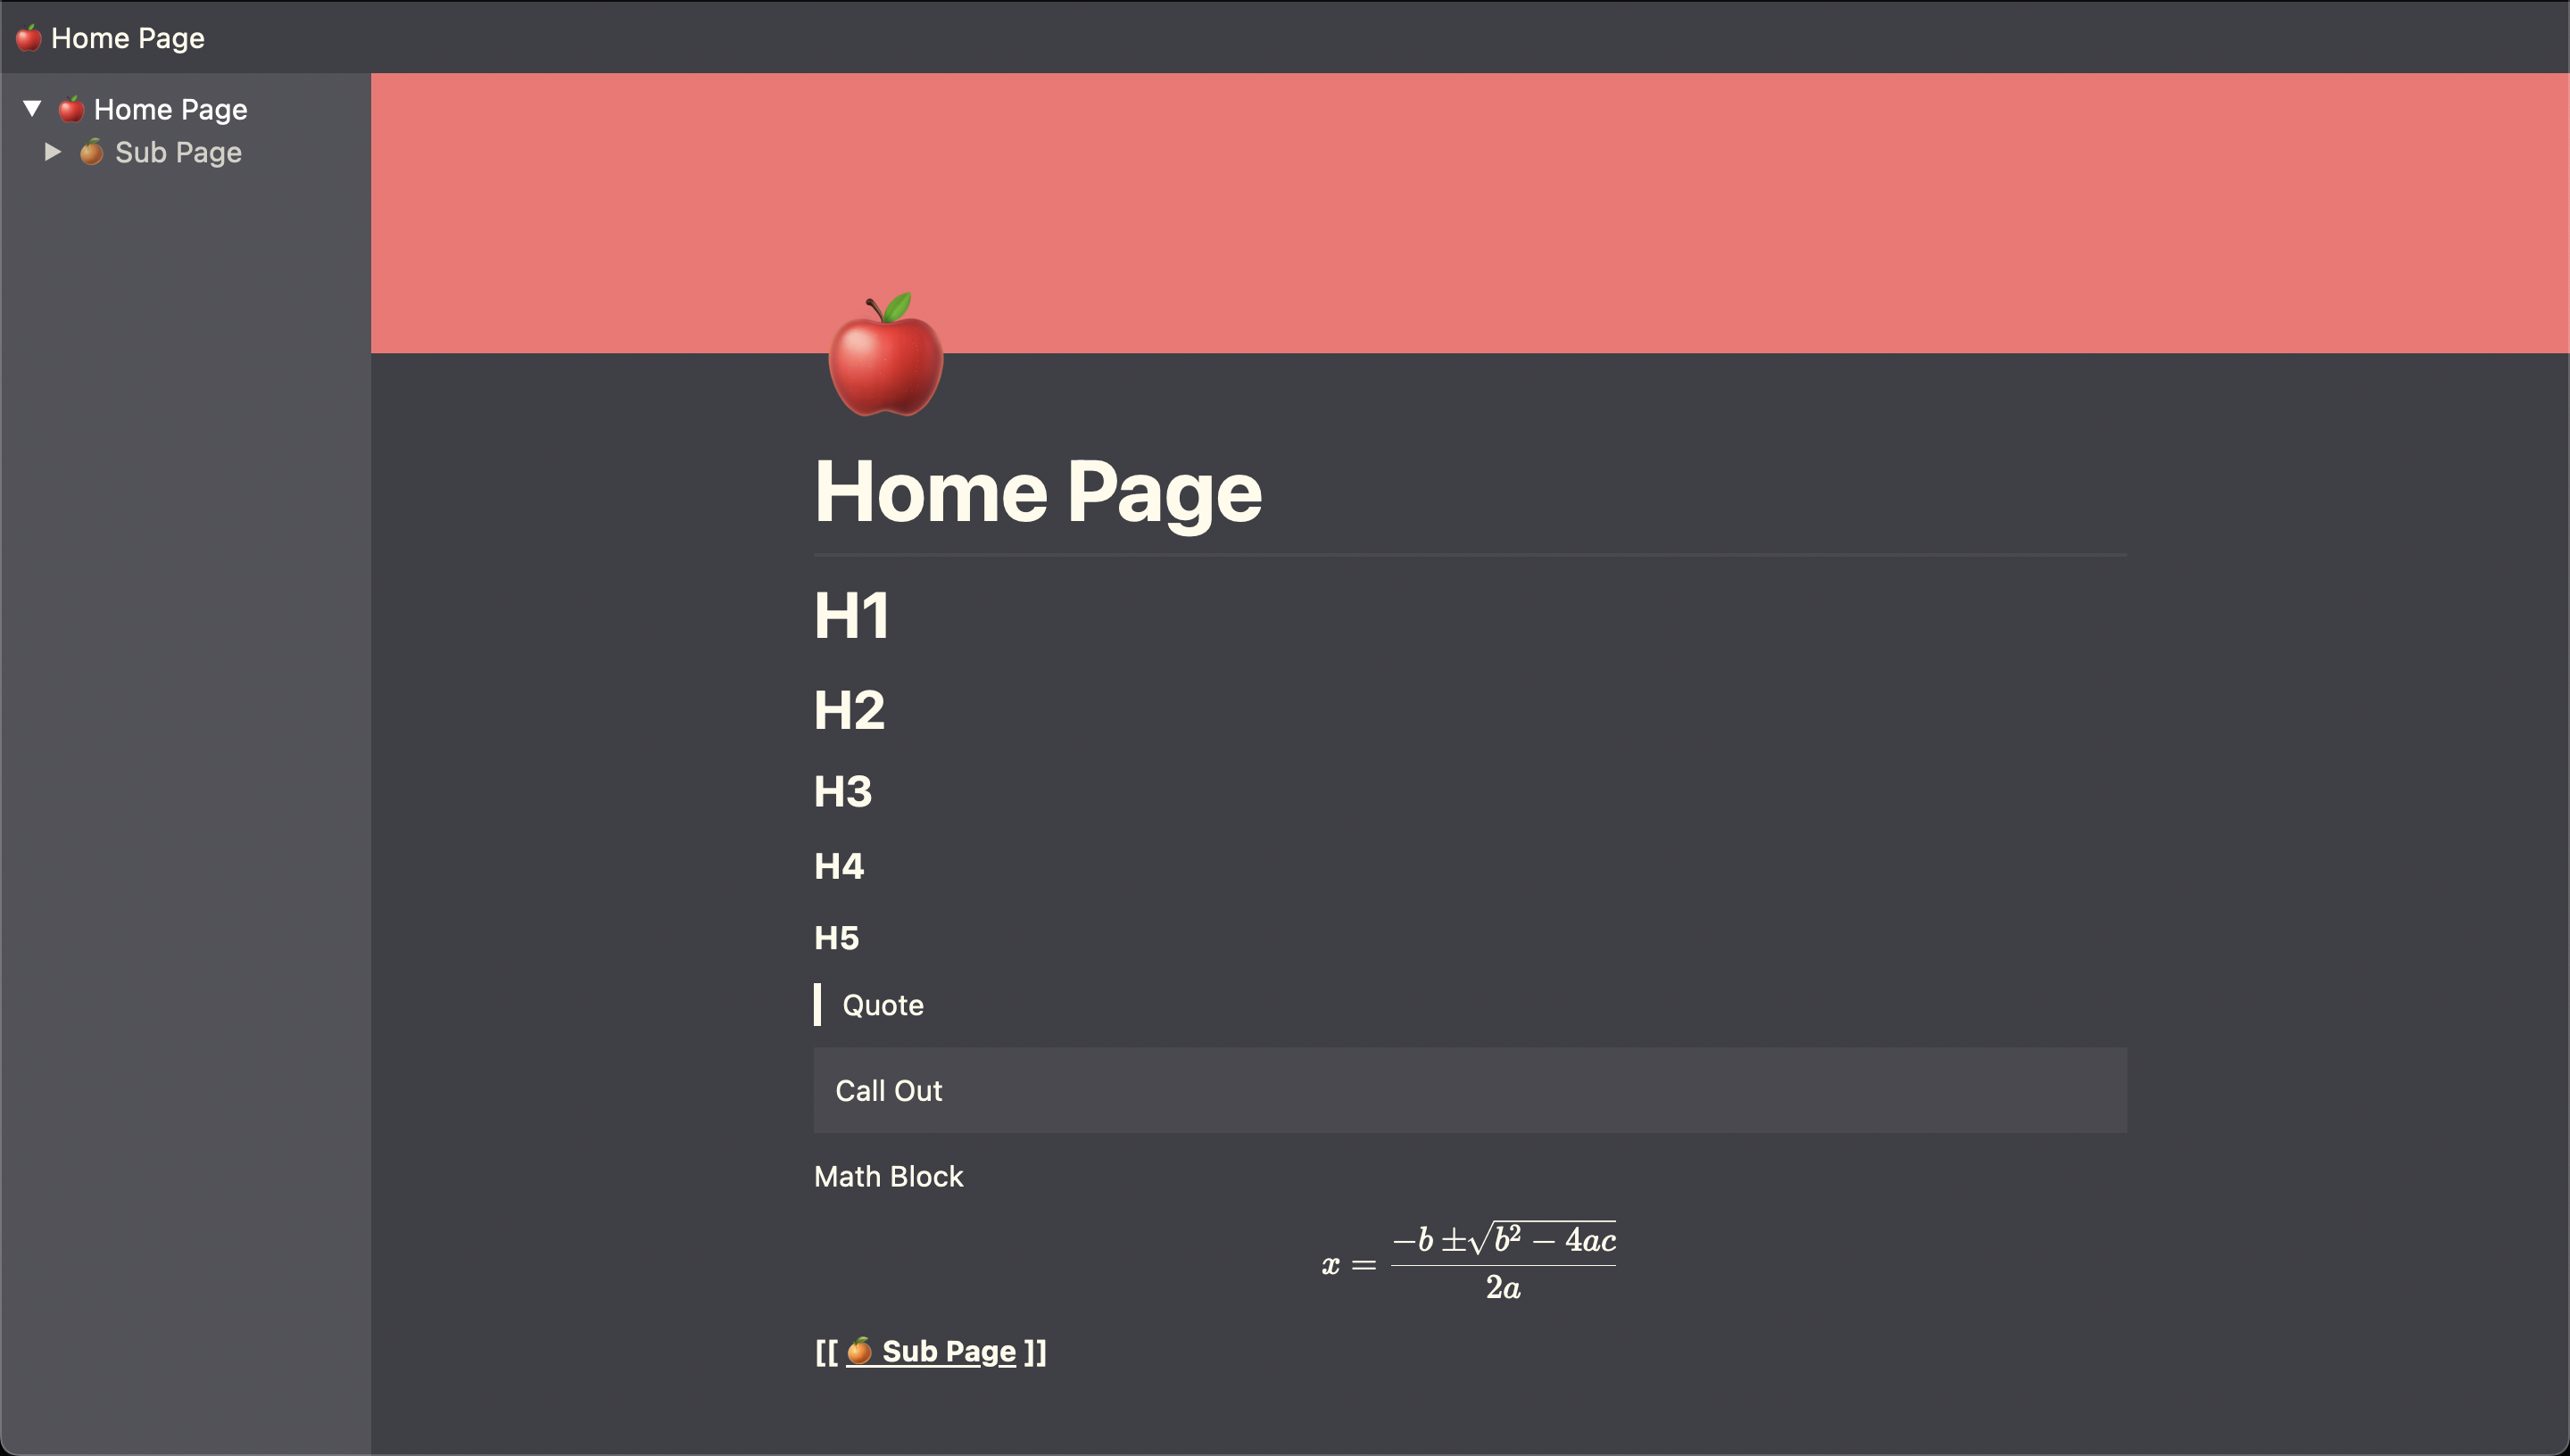 🍎 Home Page
▼ 🍎 Home Page
▶ 🍊 Sub Page
Home Page
H1
H2
H3
H4
H5
Quote
Call Out
Math Block
x = \frac{-b \pm \sqrt{b^2 - 4ac}}{2a}
[[ 🍊 Sub Page ]]